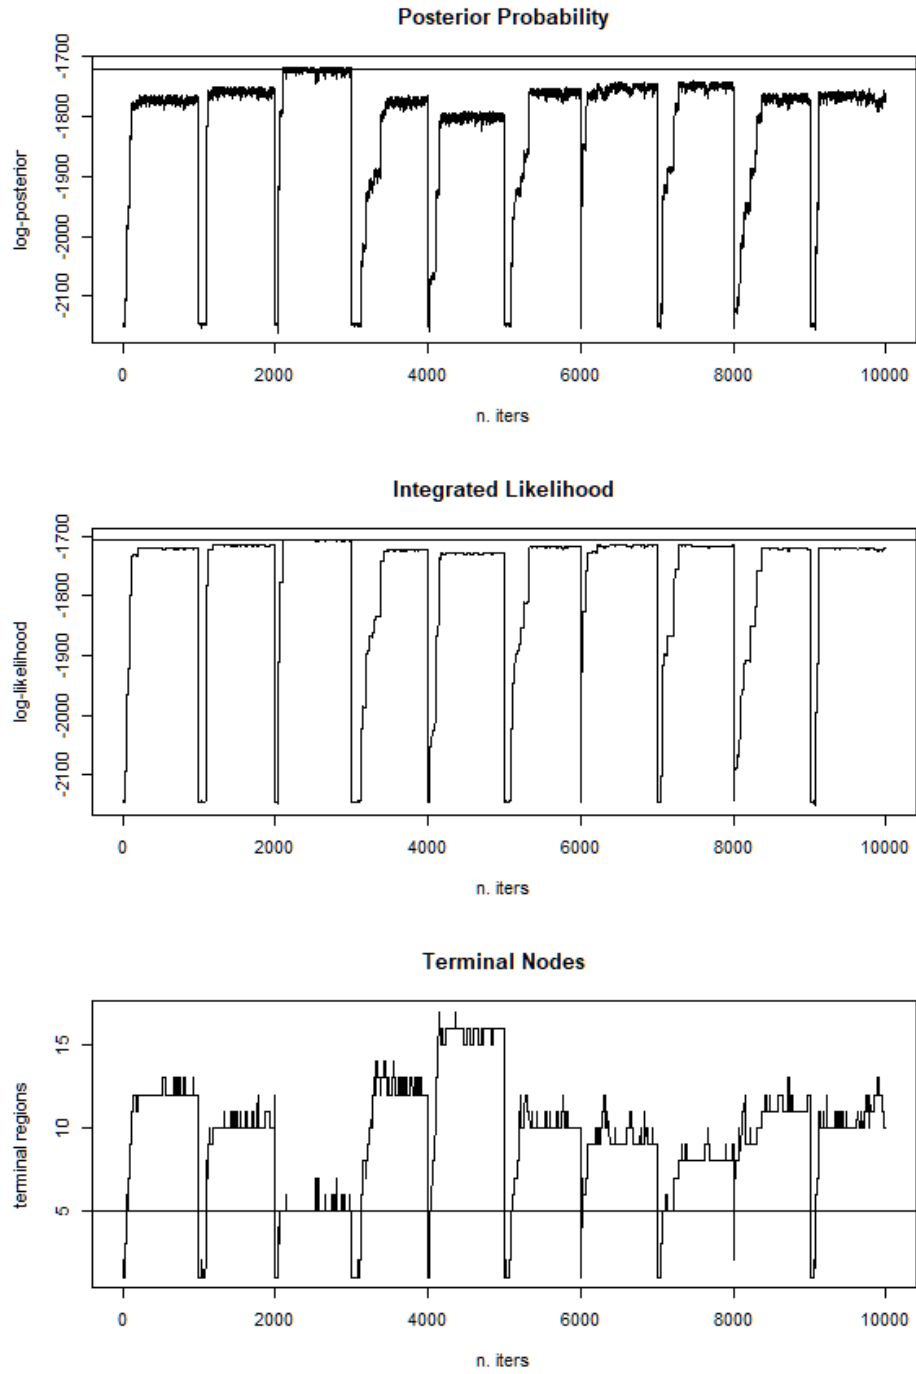 Posterior Probability
-1700
-1800
-1900
-2000
-2100
log-posterior
0 2000 4000 6000 8000 10000
n. iters
Integrated Likelihood
-1700
-1800
-1900
-2000
-2100
log-likelihood
0 2000 4000 6000 8000 10000
n. iters
Terminal Nodes
15
10
5
terminal regions
0 2000 4000 6000 8000 10000
n. iters